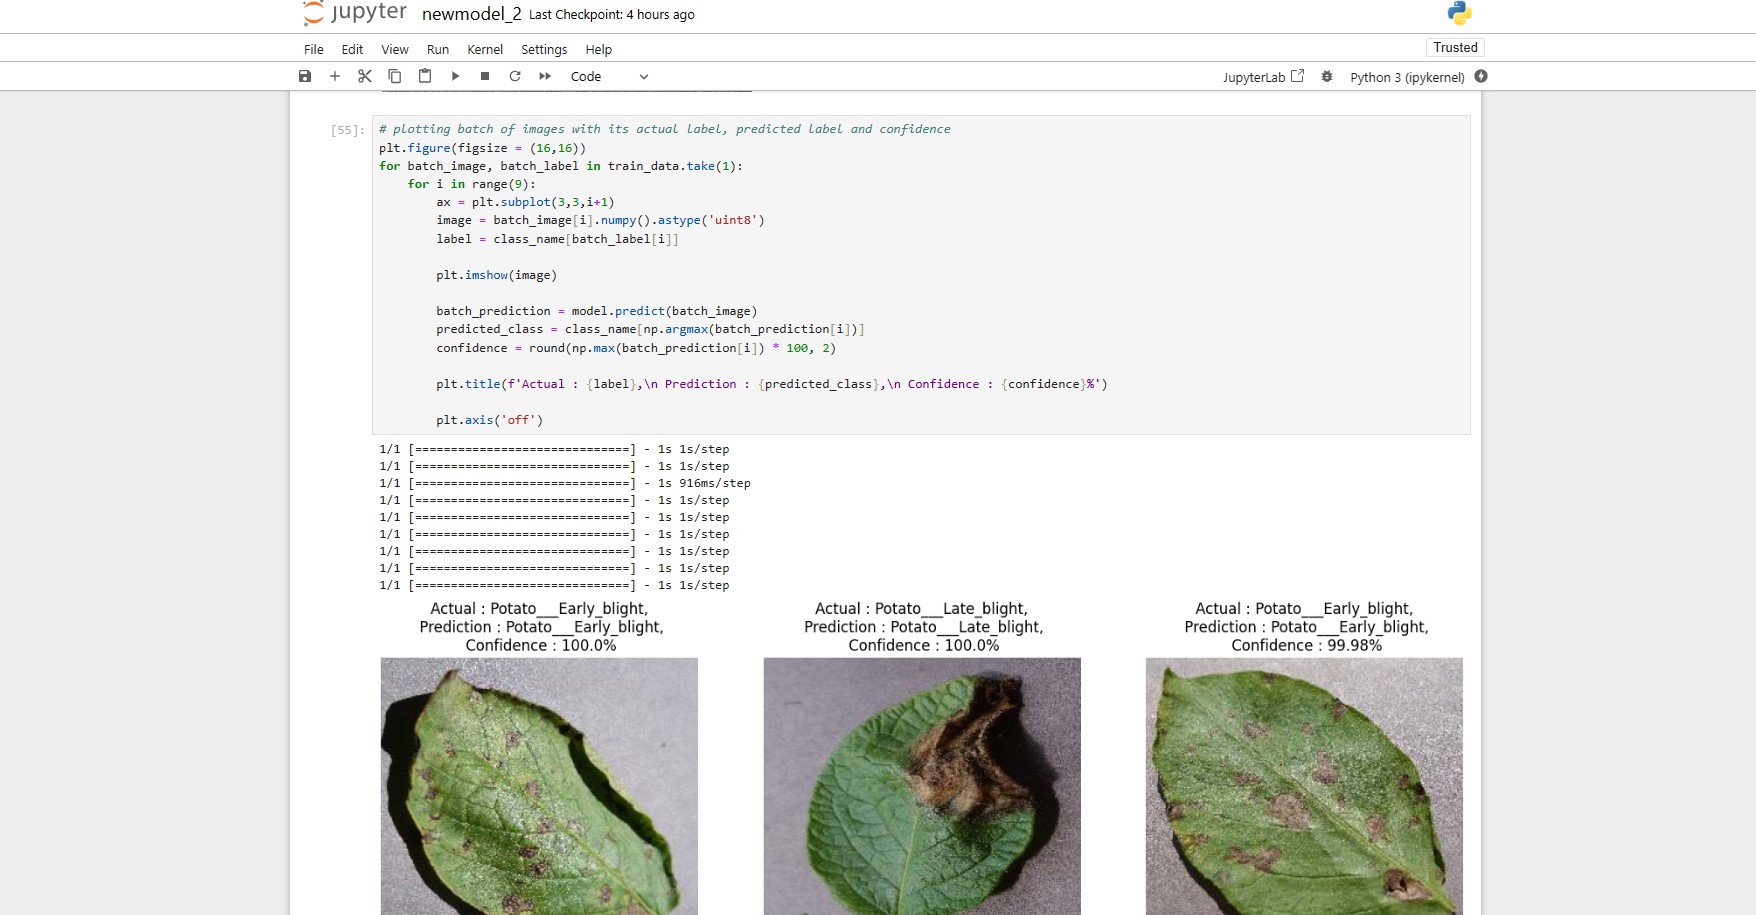 jupyter newmodel_2 Last Checkpoint: 4 hours ago
File Edit View Run Kernel Settings Help
Trusted
Code
JupyterLab
Python 3 (ipykernel)
[55]:
# plotting batch of images with its actual label, predicted label and confidence
plt.figure(figsize = (16,16))
for batch_image, batch_label in train_data.take(1):
    for i in range(9):
        ax = plt.subplot(3,3,i+1)
        image = batch_image[i].numpy().astype('uint8')
        label = class_name[batch_label[i]]
        plt.imshow(image)
        batch_prediction = model.predict(batch_image)
        predicted_class = class_name[np.argmax(batch_prediction[i])]
        confidence = round(np.max(batch_prediction[i]) * 100, 2)
        plt.title(f'Actual : {label},\n Prediction : {predicted_class},\n Confidence : {confidence}%')
        plt.axis('off')
1/1 [==============================] - 1s 1s/step
1/1 [==============================] - 1s 1s/step
1/1 [==============================] - 1s 916ms/step
1/1 [==============================] - 1s 1s/step
1/1 [==============================] - 1s 1s/step
1/1 [==============================] - 1s 1s/step
1/1 [==============================] - 1s 1s/step
1/1 [==============================] - 1s 1s/step
1/1 [==============================] - 1s 1s/step
Actual : Potato___Early_blight,
Prediction : Potato___Early_blight,
Confidence : 100.0%
Actual : Potato___Late_blight,
Prediction : Potato___Late_blight,
Confidence : 100.0%
Actual : Potato___Early_blight,
Prediction : Potato___Early_blight,
Confidence : 99.98%